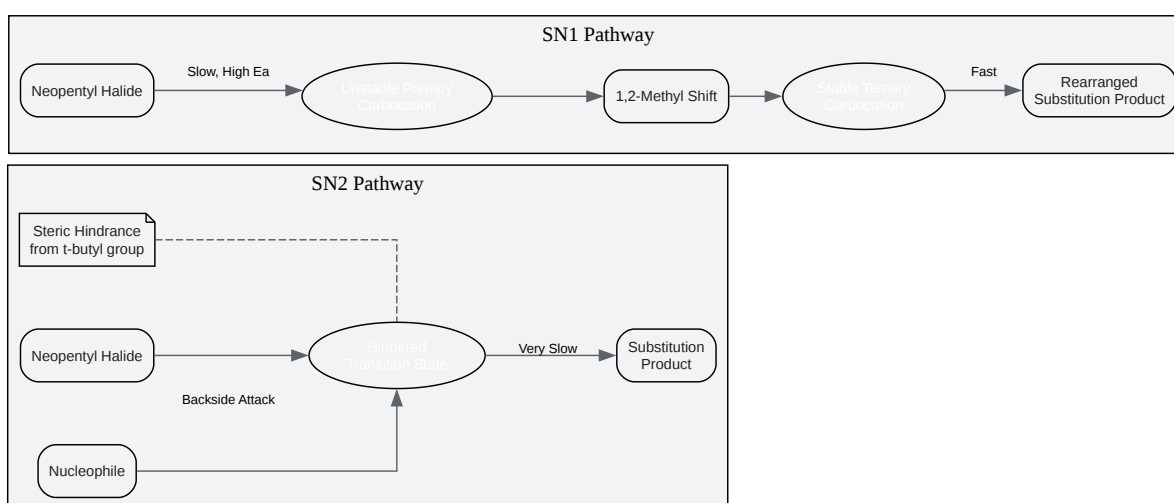 SN1 Pathway
Neopentyl Halide
Slow, High Ea
Unstable Primary
Carbocation
1,2-Methyl Shift
Stable Tertiary
Carbocation
Fast
Rearranged
Substitution Product
SN2 Pathway
Steric Hindrance
from t-butyl group
Neopentyl Halide
Backside Attack
Hindered
Transition State
Very Slow
Substitution
Product
Nucleophile